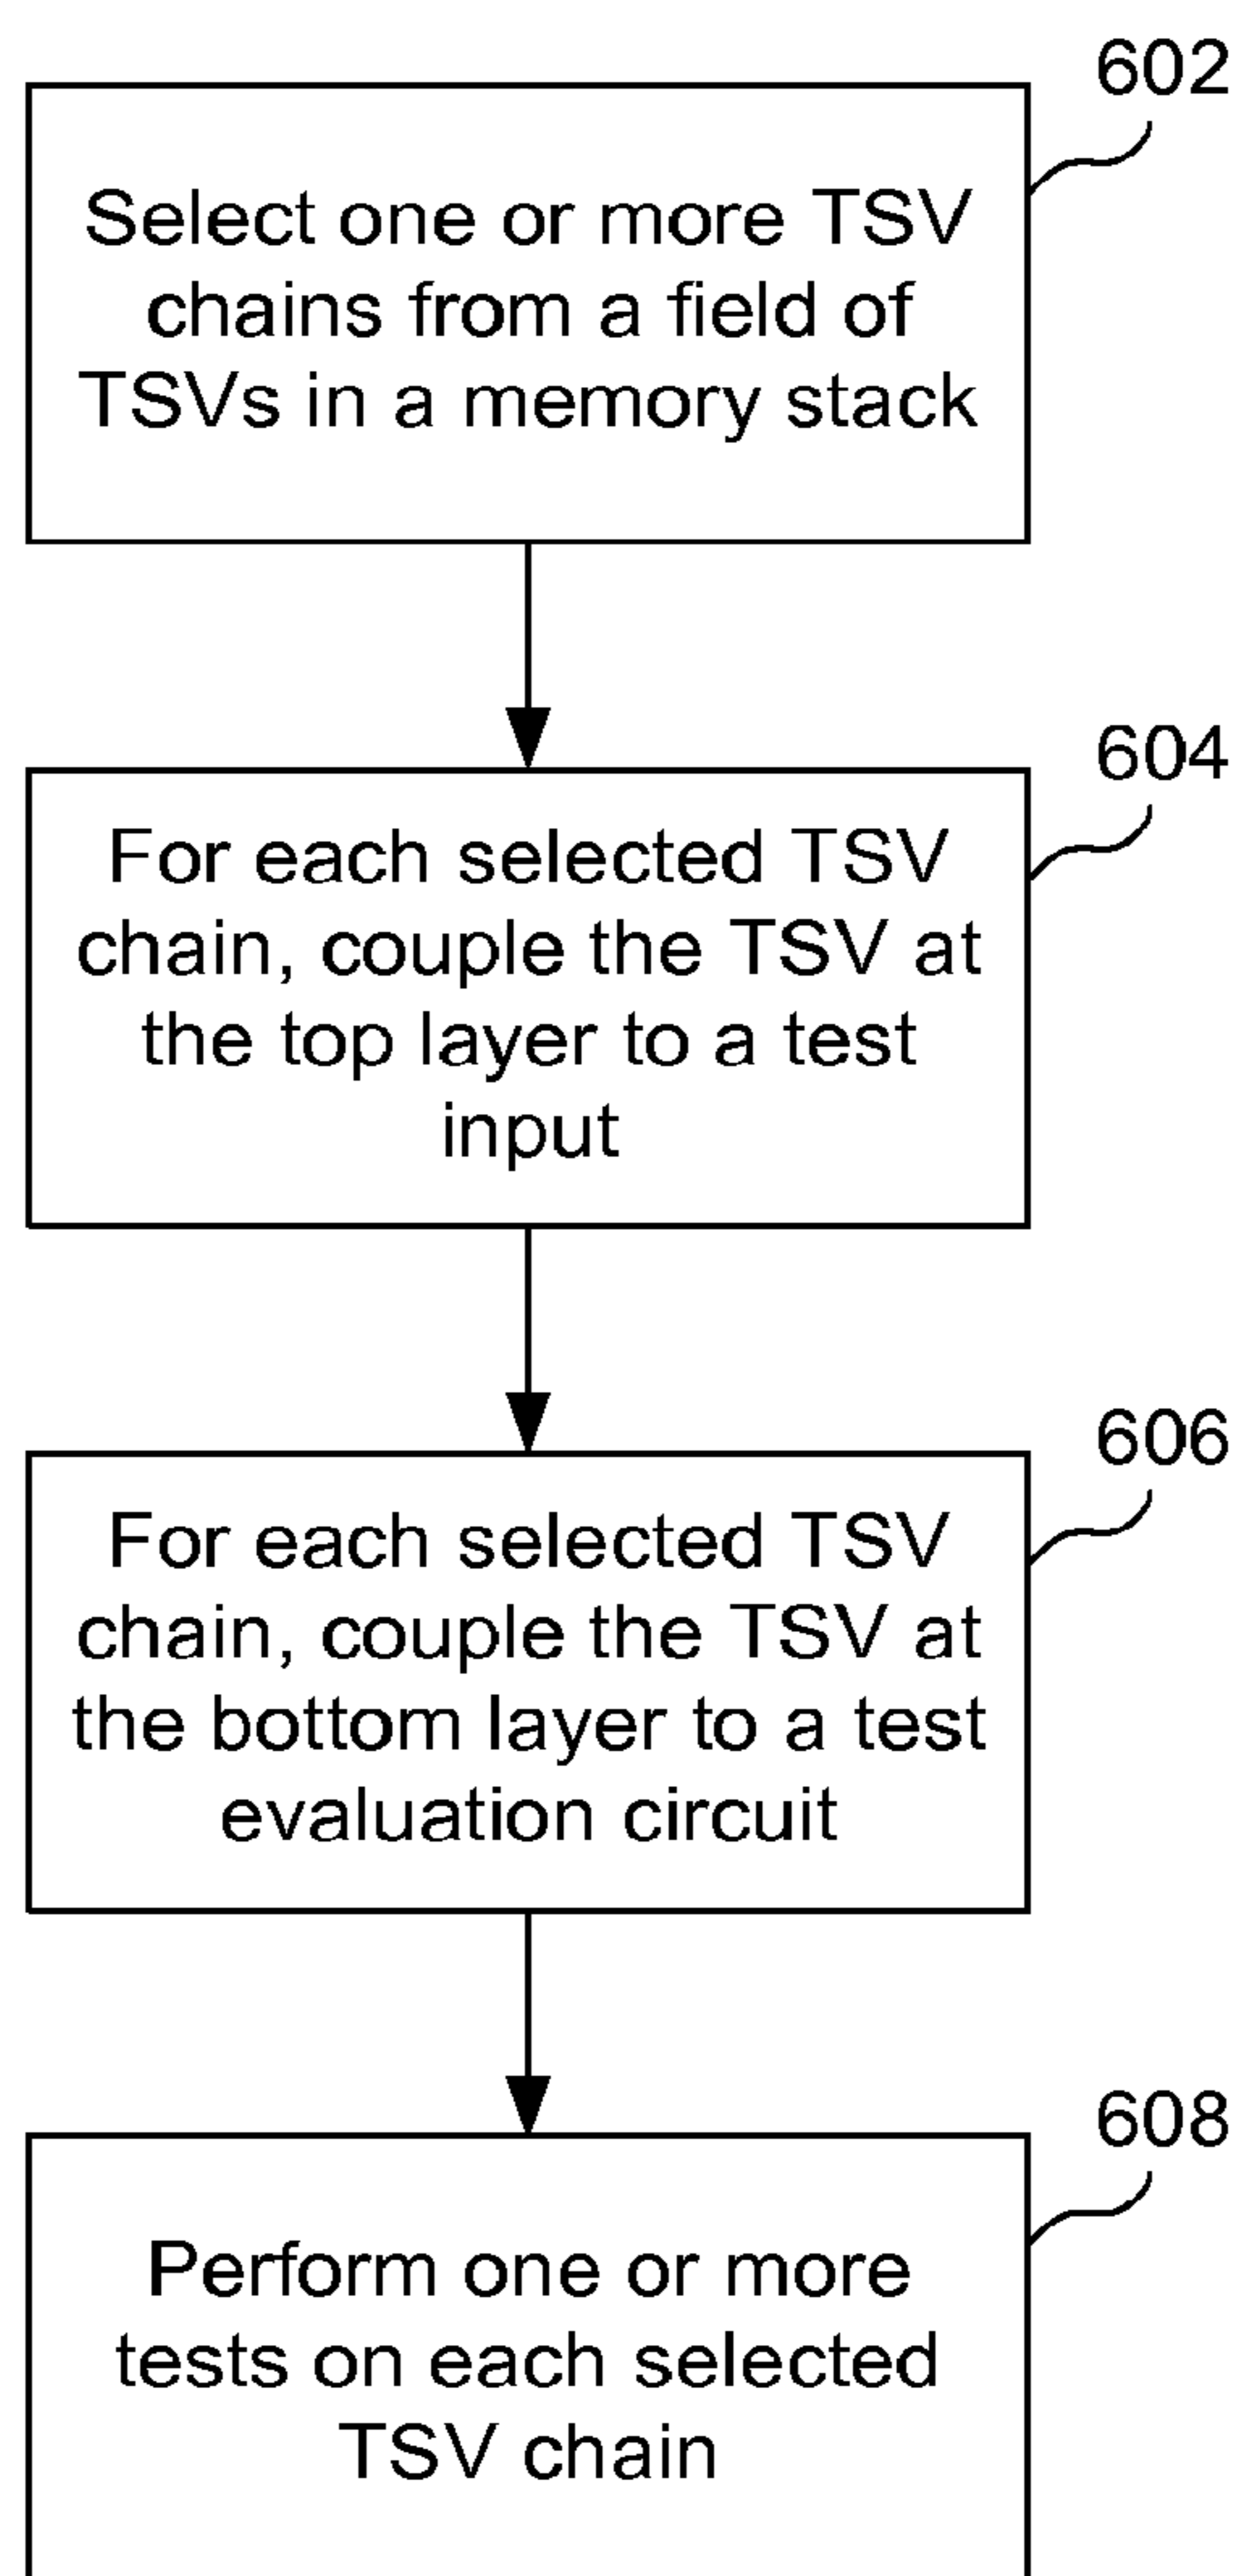 602
Select one or more TSV
chains from a field of
TSVs in a memory stack
604
For each selected TSV
chain, couple the TSV at
the top layer to a test
input
606
For each selected TSV
chain, couple the TSV at
the bottom layer to a test
evaluation circuit
608
Perform one or more
tests on each selected
TSV chain